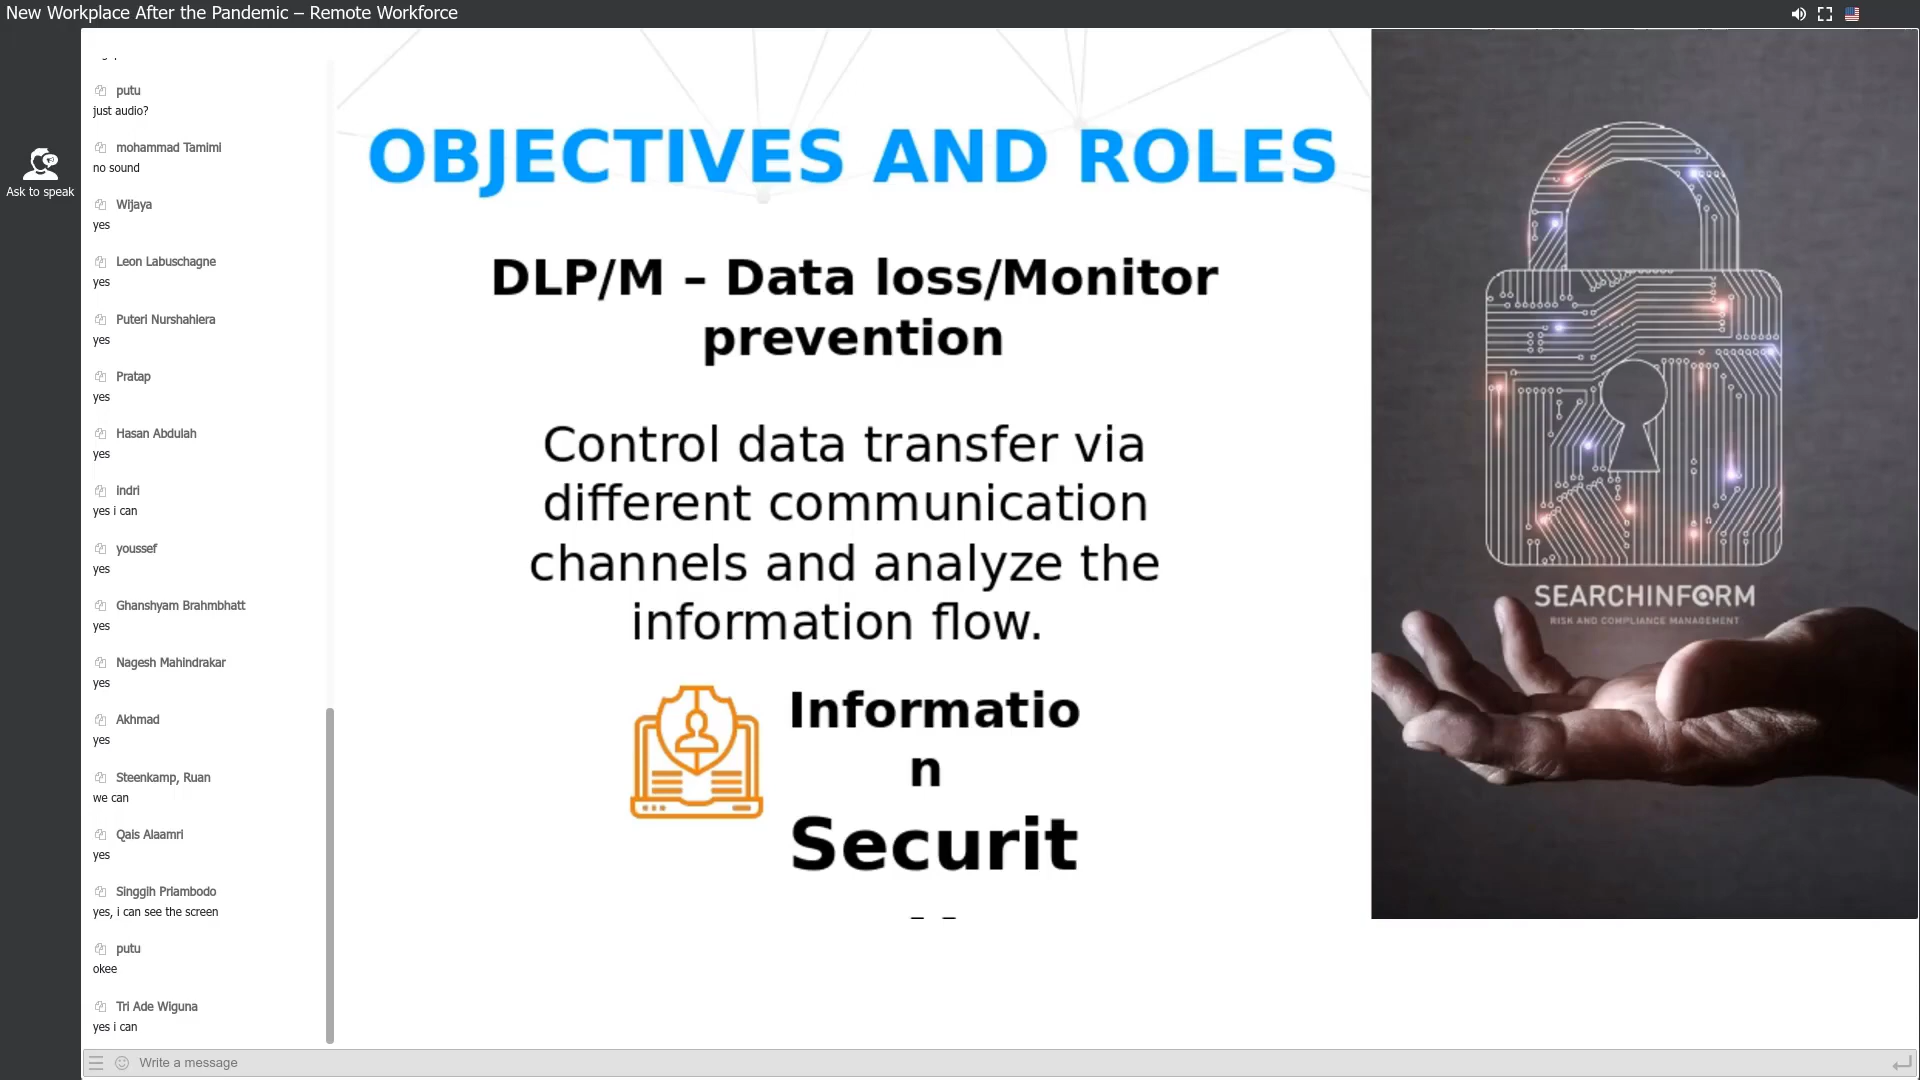 New Workplace After the Pandemic – Remote Workforce
Ask to speak
putu
just audio?
mohammad Tamimi
no sound
Wijaya
yes
Leon Labuschagne
yes
Puteri Nurshahiera
yes
Pratap
yes
Hasan Abdulah
yes
indri
yes i can
youssef
yes
Ghanshyam Brahmbhatt
yes
Nagesh Mahindrakar
yes
Akhmad
yes
Steenkamp, Ruan
we can
Qais Alaamri
yes
Singgih Priambodo
yes, i can see the screen
putu
okee
Tri Ade Wiguna
yes i can
Write a message
OBJECTIVES AND ROLES
DLP/M – Data loss/Monitor
prevention
Control data transfer via
different communication
channels and analyze the
information flow.
Informatio
n
Securit
SEARCHINF@RM
RISK AND COMPLIANCE MANAGEMENT